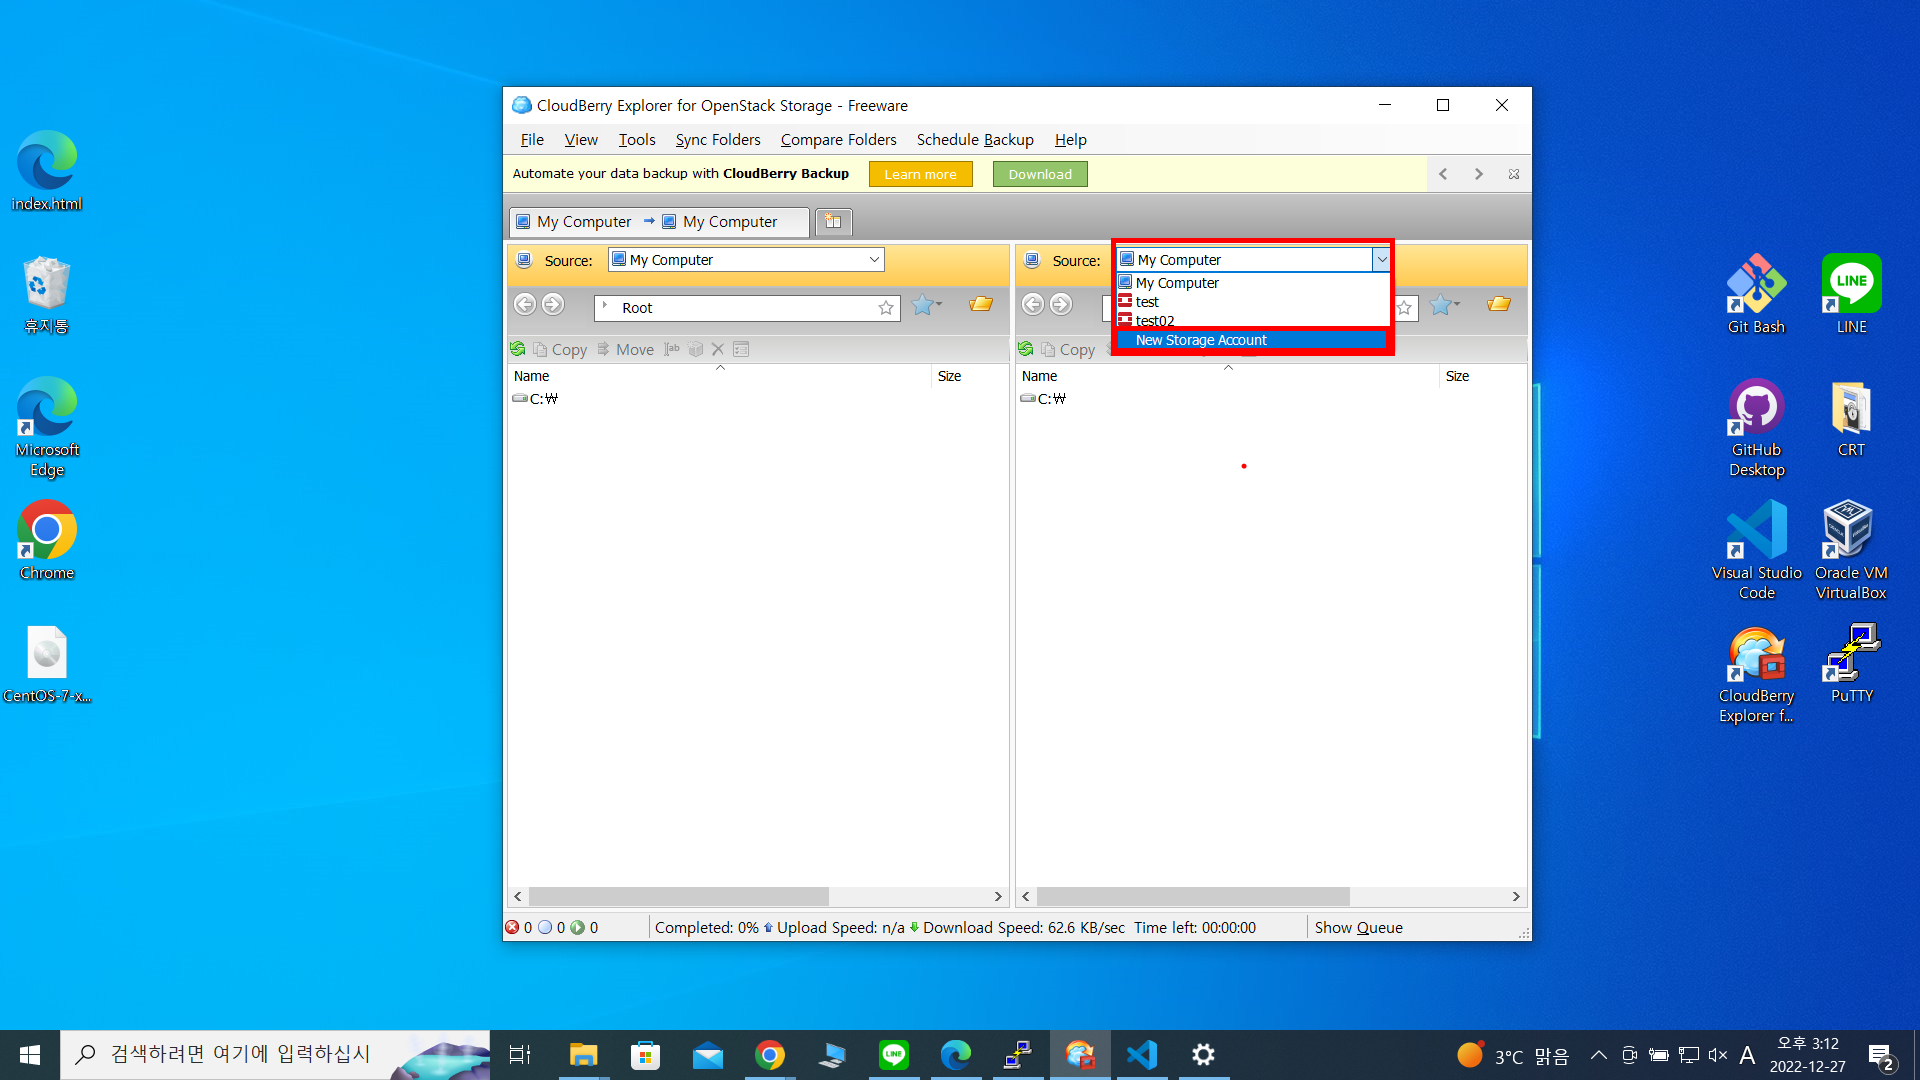 CloudBerry Explorer for OpenStack Storage - Freeware
File View Tools Sync Folders Compare Folders Schedule Backup Help
Automate your data backup with CloudBerry Backup Learn more Download
My Computer → My Computer
Source: My Computer
Root
Copy Move
Name Size
C:₩
Source: My Computer
My Computer
test
test02
New Storage Account
Copy
Name Size
C:₩
0 0 0 Completed: 0% Upload Speed: n/a Download Speed: 62.6 KB/sec Time left: 00:00:00 Show Queue
index.html
휴지통
Microsoft
Edge
Chrome
CentOS-7-x...
Git Bash
LINE
GitHub
Desktop
CRT
Visual Studio
Code
Oracle VM
VirtualBox
CloudBerry
Explorer f...
PuTTY
검색하려면 여기에 입력하십시
3°C 맑음
A
오후 3:12
2022-12-27
2